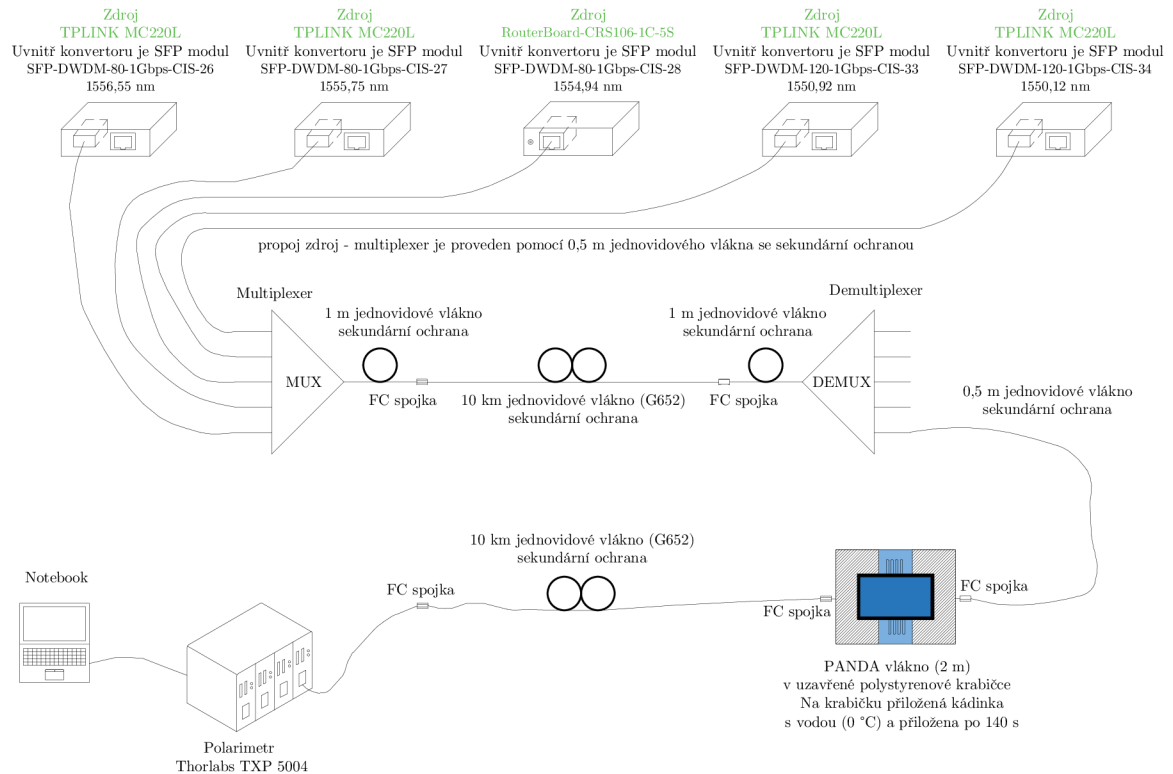 Zdroj
TPLINK MC220L
Uvnitř konvertoru je SFP modul
SFP-DWDM-80-1Gbps-CIS-26
1556,55 nm
Zdroj
TPLINK MC220L
Uvnitř konvertoru je SFP modul
SFP-DWDM-80-1Gbps-CIS-27
1555,75 nm
Zdroj
RouterBoard-CRS106-1C-5S
Uvnitř konvertoru je SFP modul
SFP-DWDM-80-1Gbps-CIS-28
1554,94 nm
Zdroj
TPLINK MC220L
Uvnitř konvertoru je SFP modul
SFP-DWDM-120-1Gbps-CIS-33
1550,92 nm
Zdroj
TPLINK MC220L
Uvnitř konvertoru je SFP modul
SFP-DWDM-120-1Gbps-CIS-34
1550,12 nm
propoj zdroj - multiplexer je proveden pomocí 0,5 m jednovidového vlákna se sekundární ochranou
Multiplexer
MUX
1 m jednovidové vlákno
sekundární ochrana
FC spojka
10 km jednovidové vlákno (G652)
sekundární ochrana
1 m jednovidové vlákno
sekundární ochrana
FC spojka
Demultiplexer
DEMUX
0,5 m jednovidové vlákno
sekundární ochrana
FC spojka
FC spojka
PANDA vlákno (2 m)
v uzavřené polystyrenové krabičce
Na krabičku přiložená kádinka
s vodou (0 °C) a přiložena po 140 s
10 km jednovidové vlákno (G652)
sekundární ochrana
FC spojka
Notebook
Polarimetr
Thorlabs TXP 5004